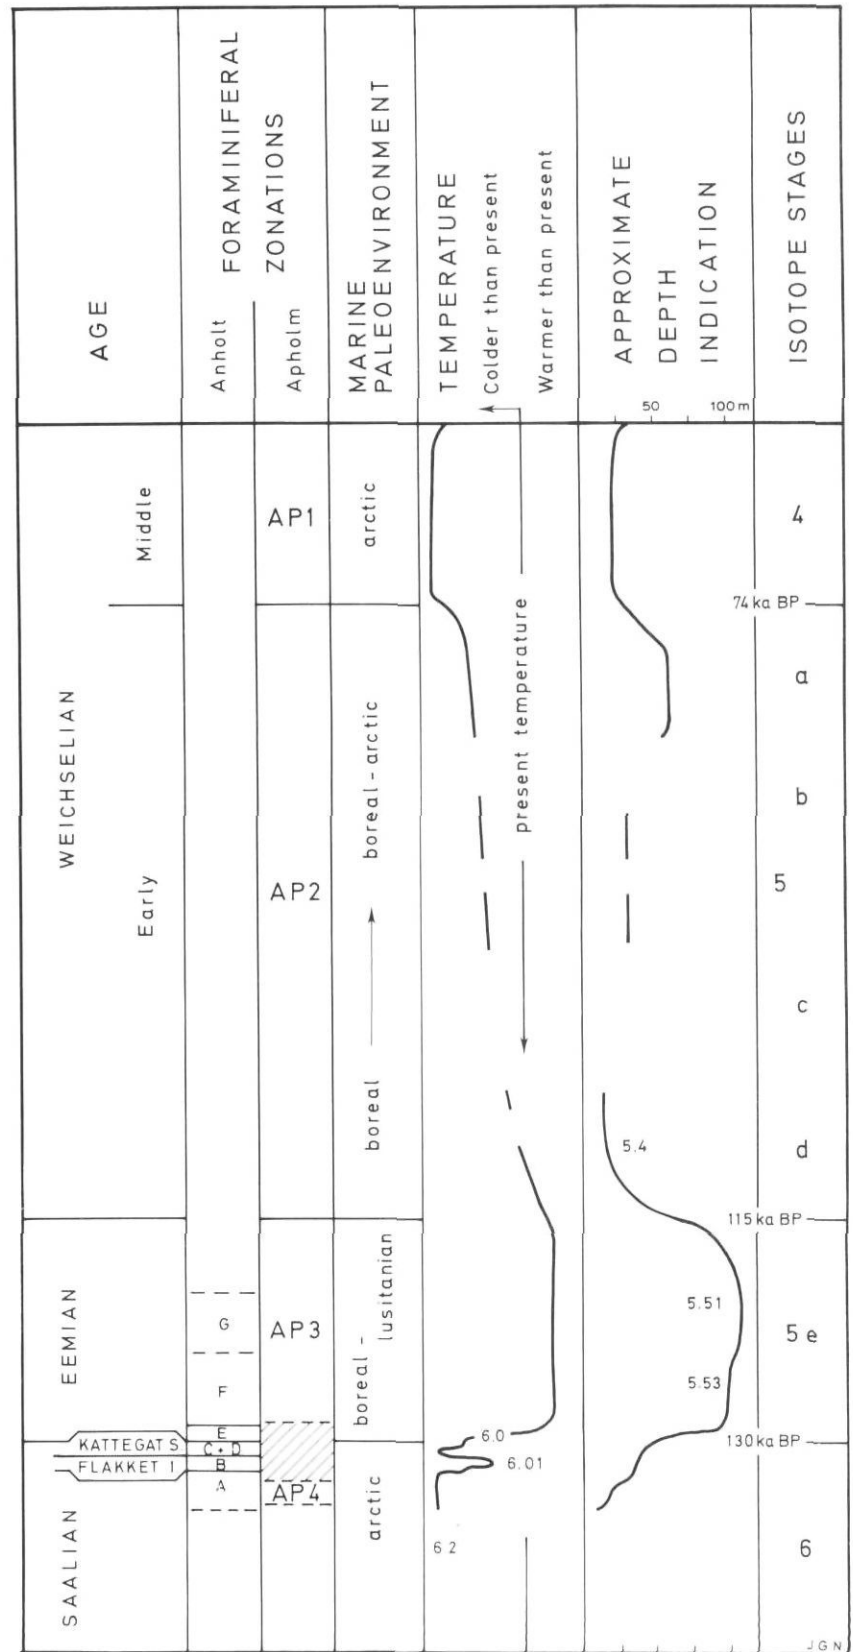 AGE
FORAMINIFERAL
ZONATIONS
Anholt
Apholm
MARINE
PALEOENVIRONMENT
TEMPERATURE
Colder than present
Warmer than present
APPROXIMATE
DEPTH
INDICATION
50
100 m
ISOTOPE STAGES
WEICHSELIAN
Middle
AP1
arctic
4
74 ka BP
Early
AP2
boreal - arctic
boreal
present temperature
a
b
5
c
d
5.4
115 ka BP
EEMIAN
G
F
E
AP3
boreal -
lusitanian
5.51
5.53
5 e
130 ka BP
KATTEGAT S
C + D
FLAKKET I
B
A
AP4
6.0
6.01
SAALIAN
arctic
6.2
6
J G N